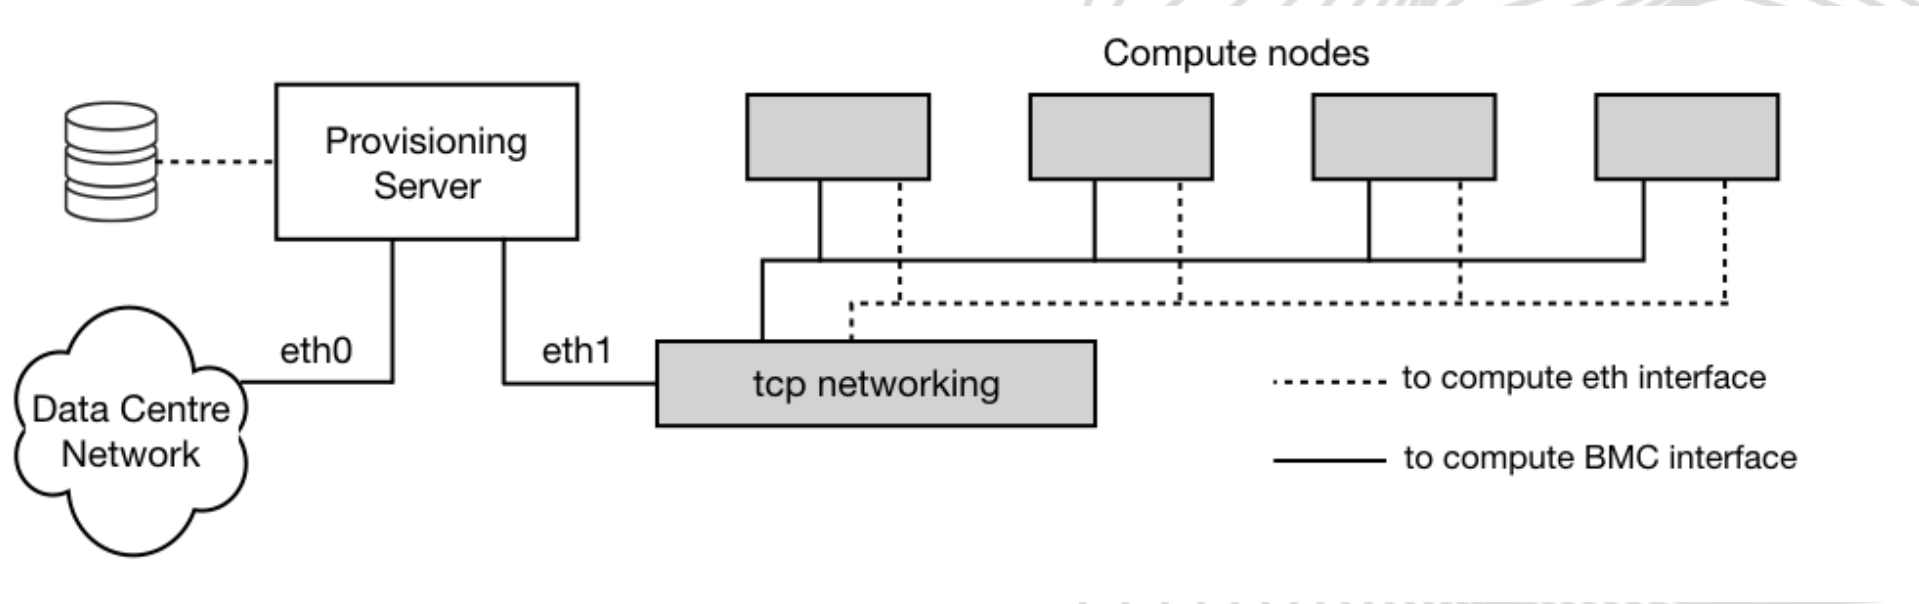 Compute nodes
Provisioning
Server
eth0
eth1
Data Centre
Network
tcp networking
to compute eth interface
to compute BMC interface